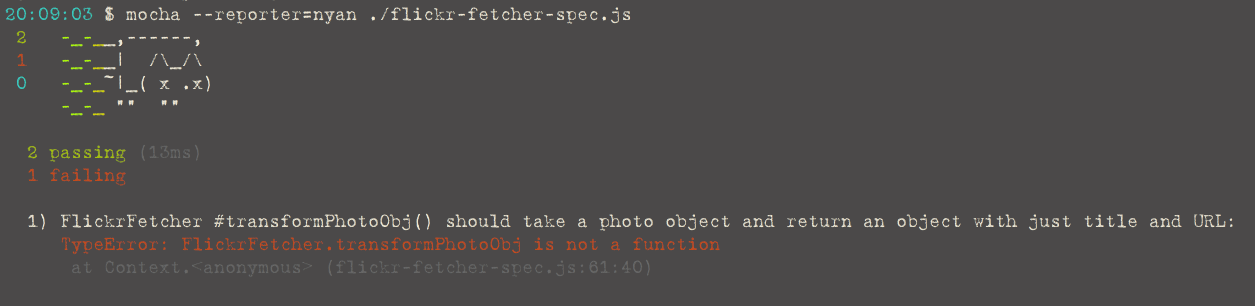 20:09:03 $ mocha --reporter=nyan ./flickr-fetcher-spec.js
 2   -_-__,------,
 1   -_-__|  /\_/\
 0   -_-_~|_( x .x)
     -_-_ ""  ""

  2 passing (13ms)
  1 failing

  1) FlickrFetcher #transformPhotoObj() should take a photo object and return an object with just title and URL:
     TypeError: FlickrFetcher.transformPhotoObj is not a function
      at Context.<anonymous> (flickr-fetcher-spec.js:61:40)